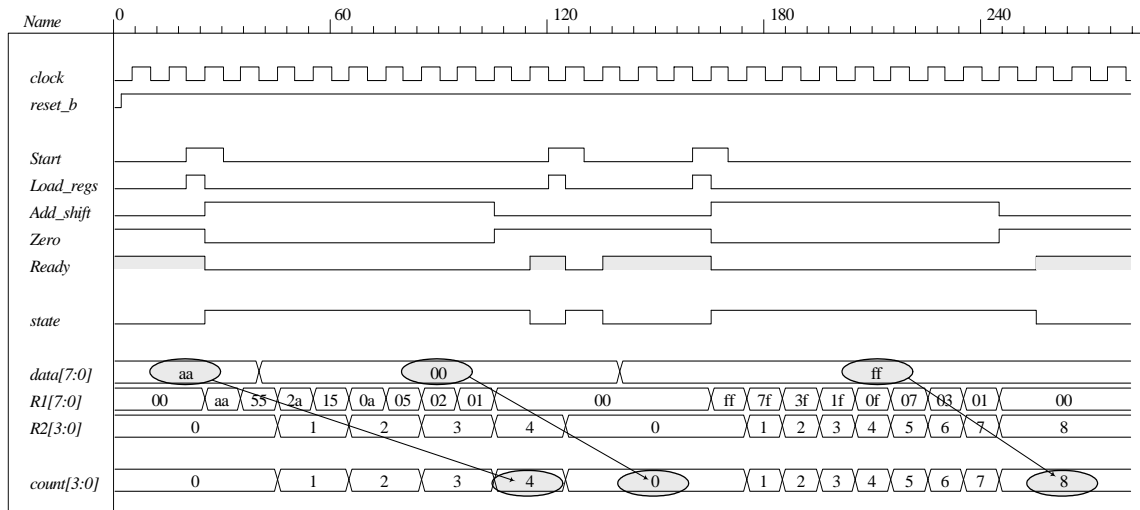 Name 0 60 120 180 240
clock
reset_b
Start
Load_regs
Add_shift
Zero
Ready
state
data[7:0] aa 00 ff
R1[7:0] 00 aa 55 2a 15 0a 05 02 01 00 ff 7f 3f 1f 0f 07 03 01 00
R2[3:0] 0 1 2 3 4 0 1 2 3 4 5 6 7 8
count[3:0] 0 1 2 3 4 0 1 2 3 4 5 6 7 8